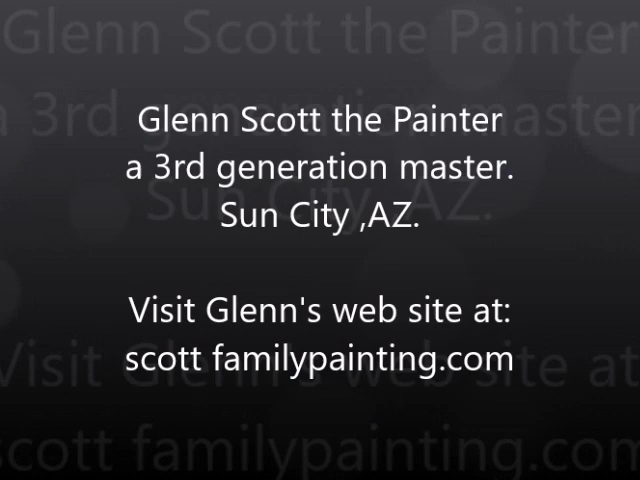 Glenn Scott the Painter
a 3rd generation master.
Sun City ,AZ.
Visit Glenn's web site at:
scott familypainting.com